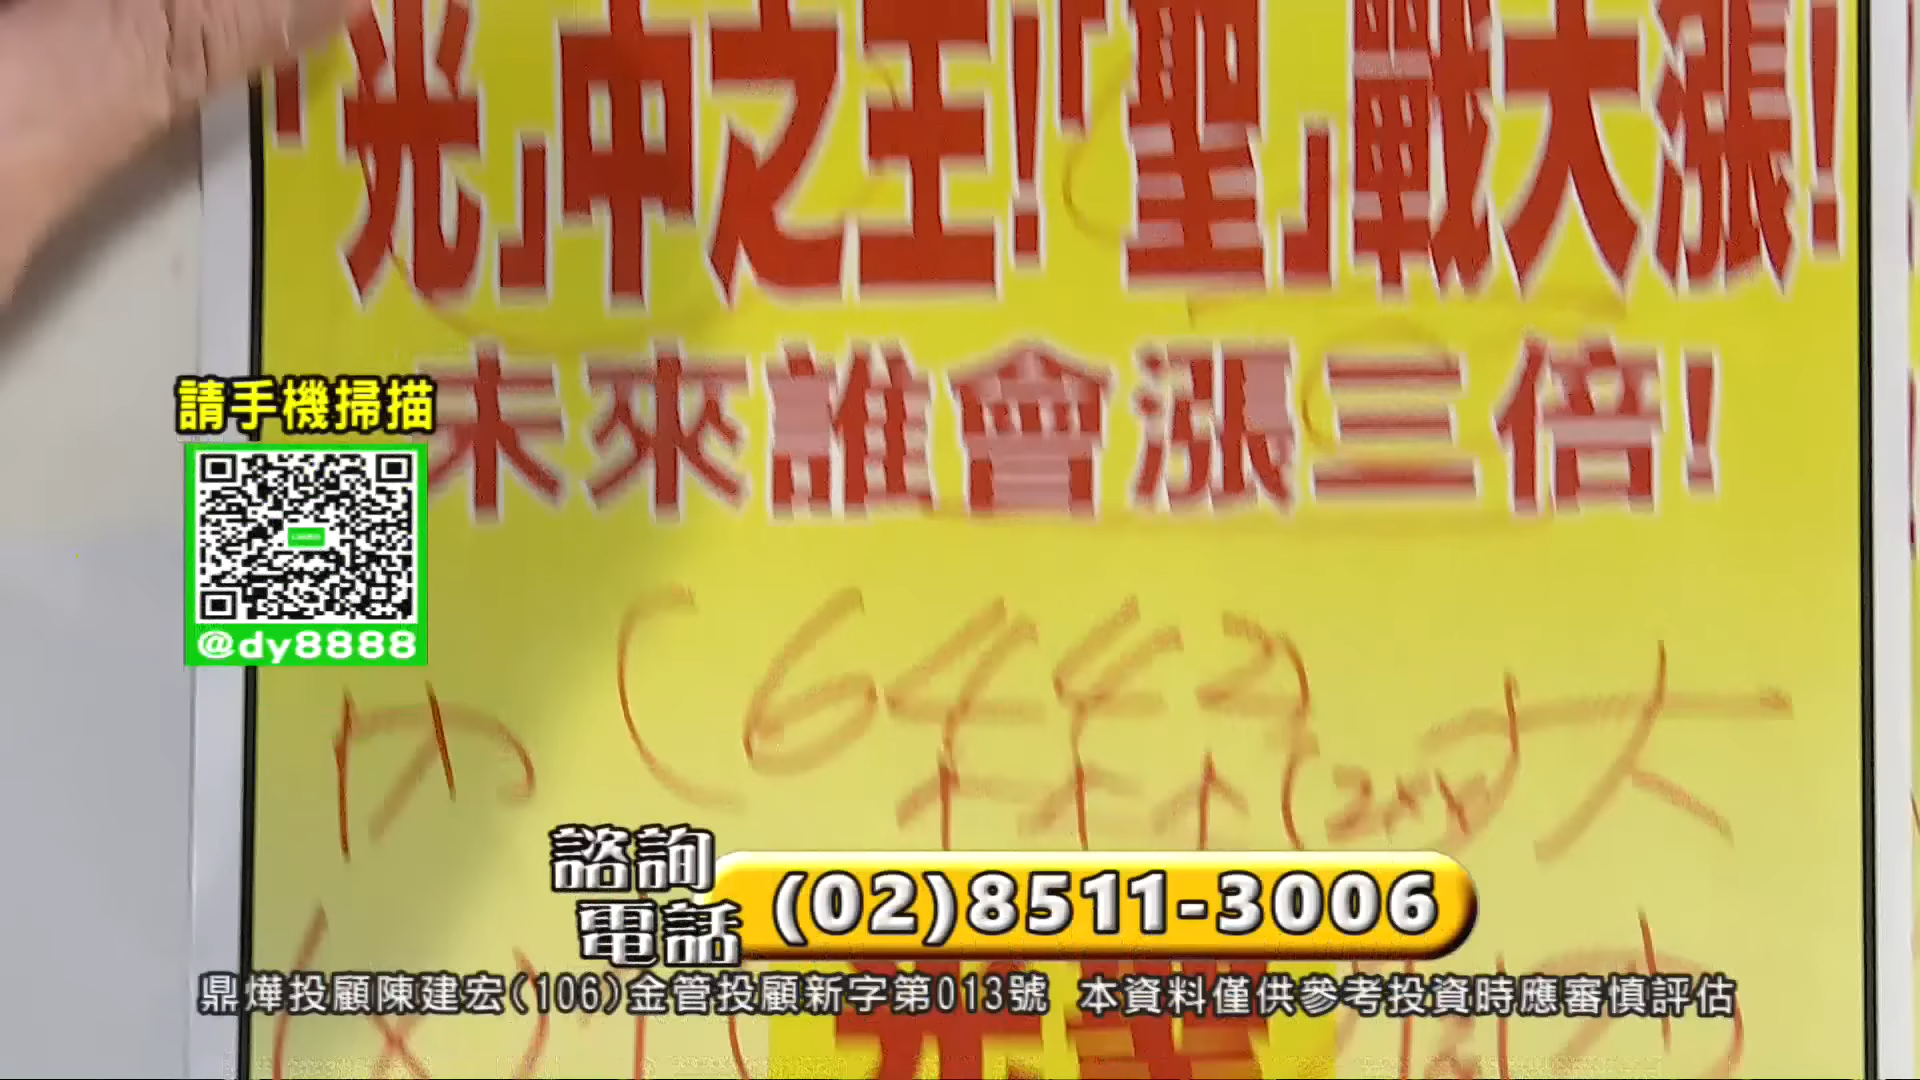 「光」中之王!「聖」戰大漲!
未來誰會漲三倍!
請手機掃描
@dy8888
(6442)大
諮詢電話 (02)8511-3006
鼎燁投顧陳建宏(106)金管投顧新字第013號 本資料僅供參考投資時應審慎評估